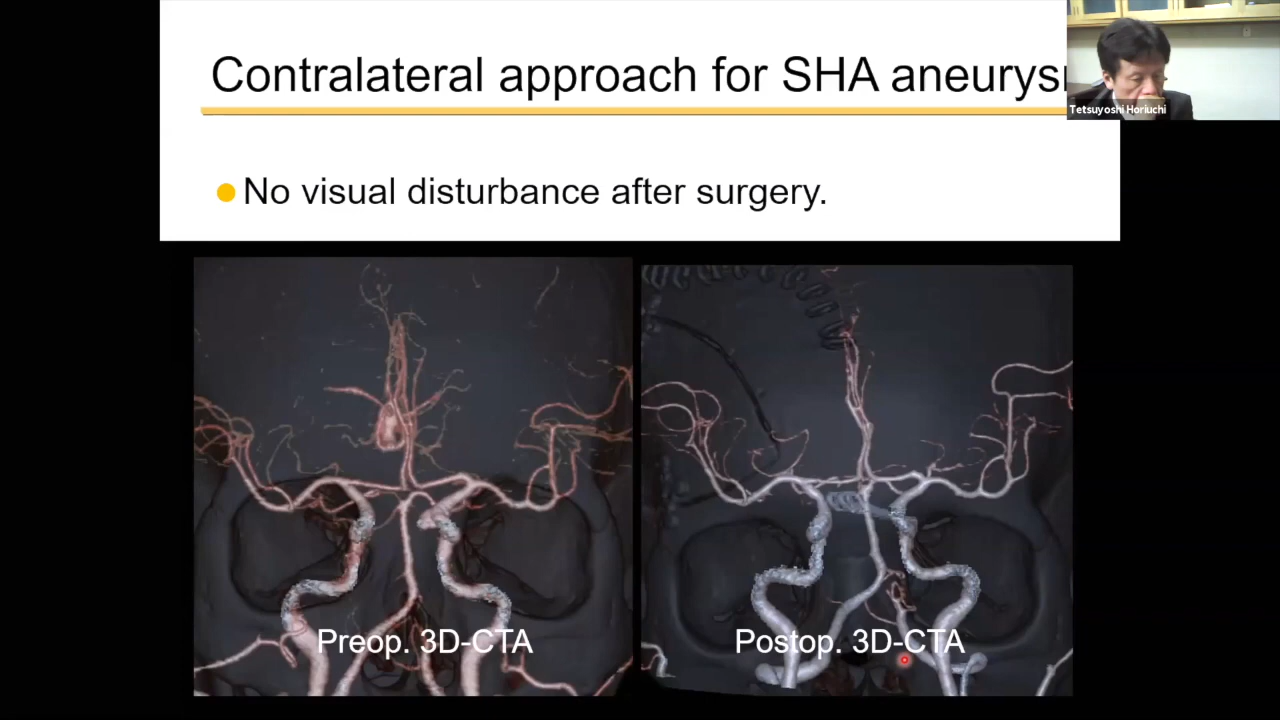 Contralateral approach for SHA aneurys
Tetsuyoshi Horiuchi
No visual disturbance after surgery.
Preop. 3D-CTA
Postop. 3D-CTA